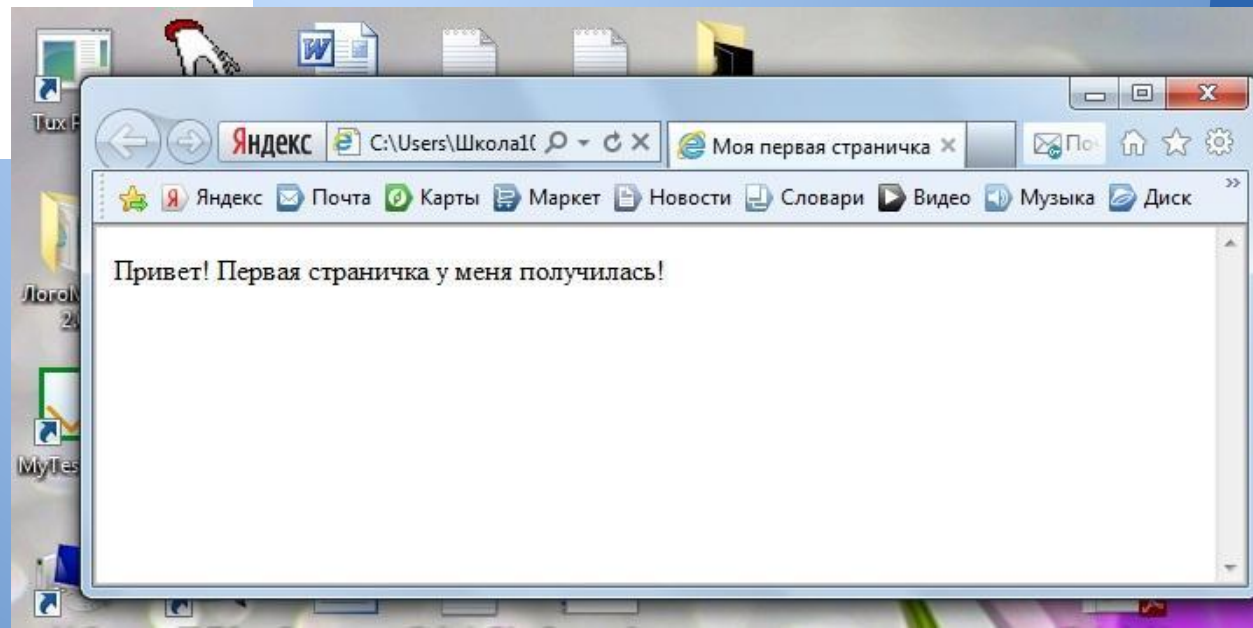 Tux
Яндекс C:\Users\Школа1 Моя первая страничка
Яндекс Почта Карты Маркет Новости Словари Видео Музыка Диск
Привет! Первая страничка у меня получилась!